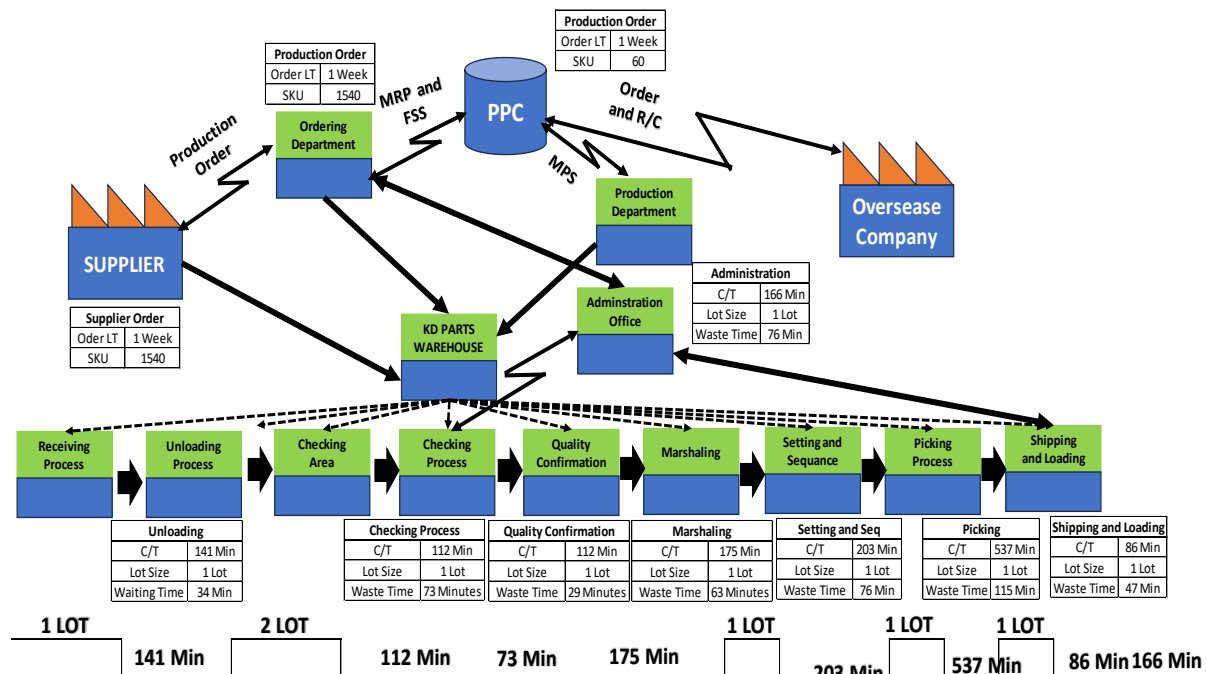 Production Order
Order LT 1 Week
SKU 60
Production Order
Order LT 1 Week
SKU 1540
MRP and
FSS
PPC
Order
and R/C
Ordering
Department
Production
Order
MPS
Production
Department
Oversease
Company
SUPPLIER
Administration
C/T 166 Min
Lot Size 1 Lot
Waste Time 76 Min
Adminstration
Office
Supplier Order
Oder LT 1 Week
SKU 1540
KD PARTS
WAREHOUSE
Receiving
Process
Unloading
Process
Checking
Area
Checking
Process
Quality
Confirmation
Marshaling
Setting and
Sequance
Picking
Process
Shipping
and Loading
Unloading
C/T 141 Min
Lot Size 1 Lot
Waiting Time 34 Min
Checking Process
C/T 112 Min
Lot Size 1 Lot
Waste Time 73 Minutes
Quality Confirmation
C/T 112 Min
Lot Size 1 Lot
Waste Time 29 Minutes
Marshaling
C/T 175 Min
Lot Size 1 Lot
Waste Time 63 Minutes
Setting and Seq
C/T 203 Min
Lot Size 1 Lot
Waste Time 76 Min
Picking
C/T 537 Min
Lot Size 1 Lot
Waste Time 115 Min
Shipping and Loading
C/T 86 Min
Lot Size 1 Lot
Waste Time 47 Min
1 LOT 2 LOT 1 LOT 1 LOT 1 LOT
141 Min 112 Min 73 Min 175 Min 203 Min 537 Min 86 Min 166 Min